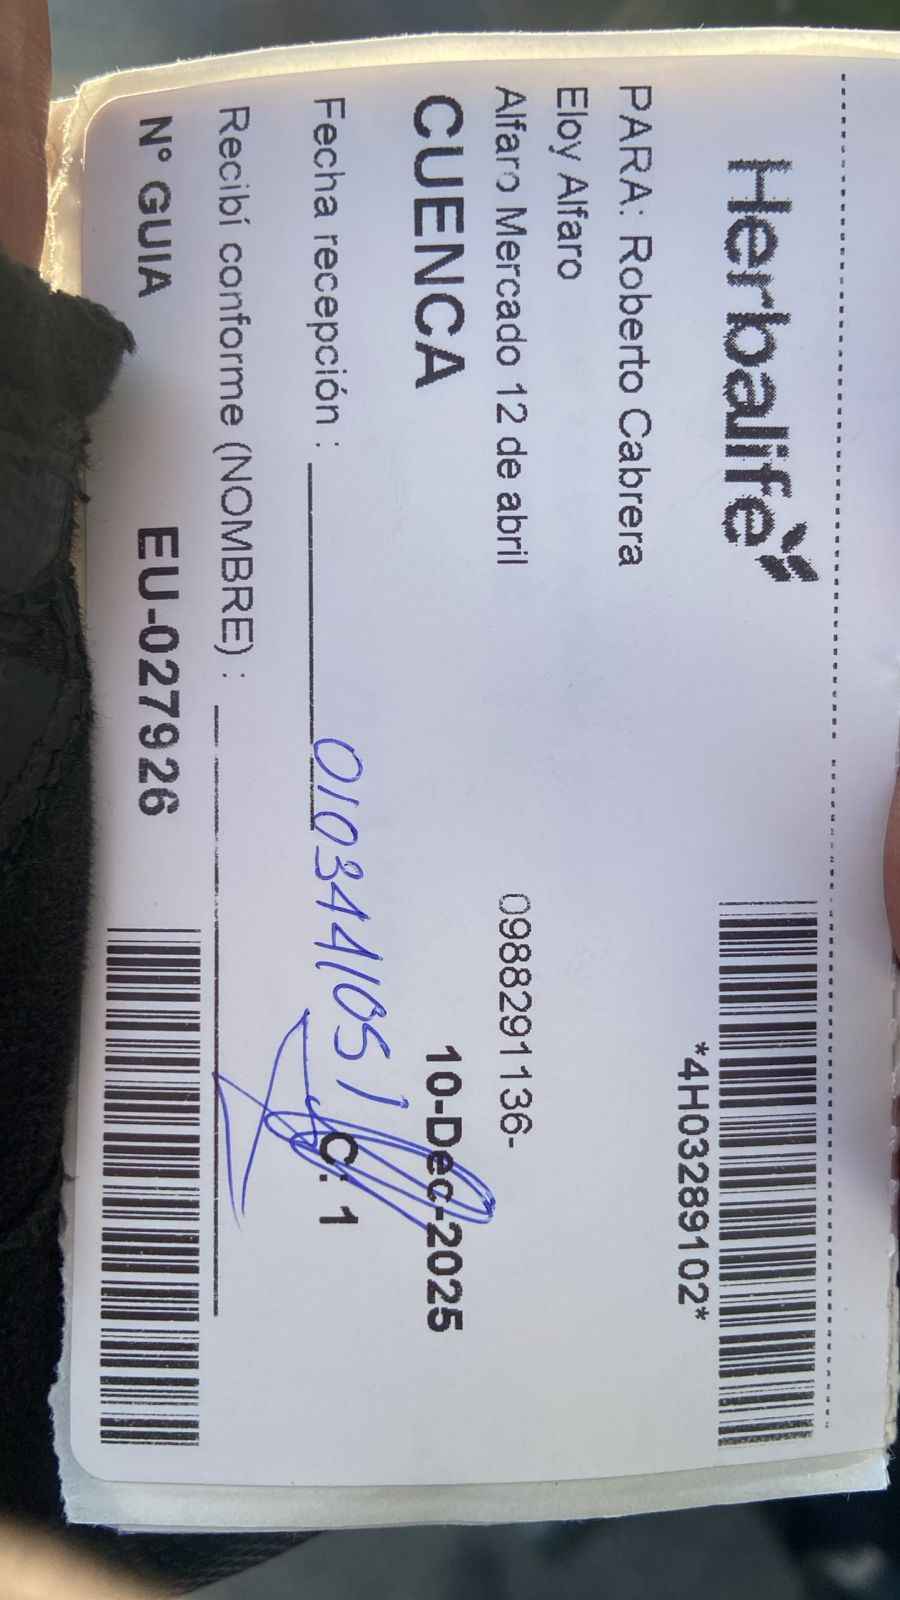 Herbalife
*4H03289102*
PARA: Roberto Cabrera
Eloy Alfaro
Alfaro Mercado 12 de abril 0988291136-
CUENCA 10-Dec-2025
Fecha recepción : 0103441051
C. 1
Recibí conforme (NOMBRE) :
N° GUIA EU-027926